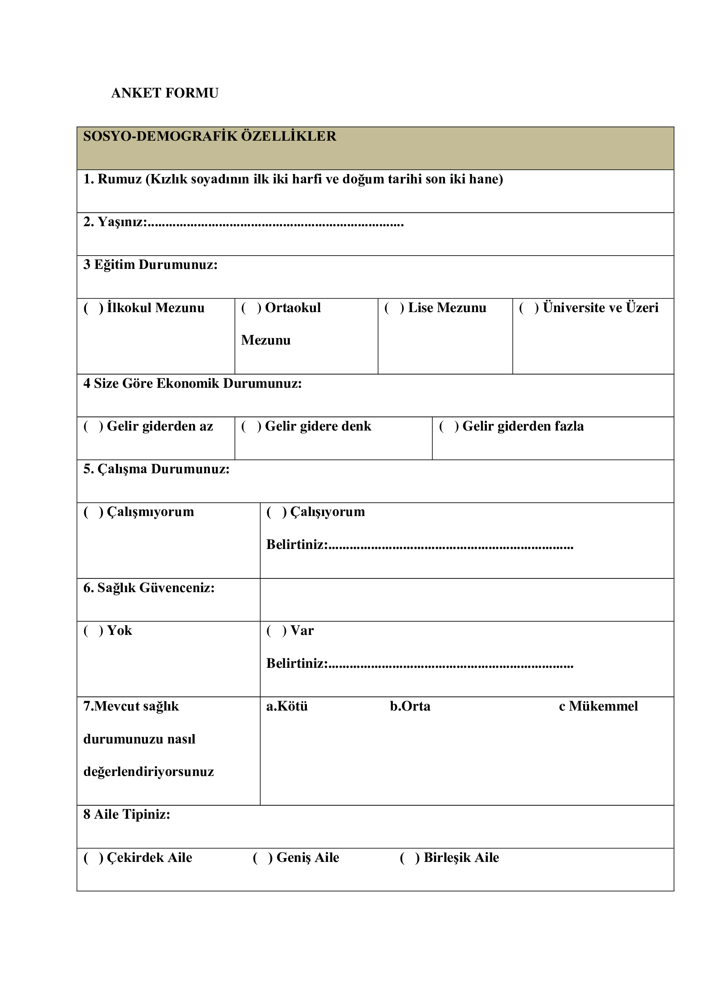 ANKET FORMU
SOSYO-DEMOGRAFİK ÖZELLİKLER
1. Rumuz (Kızlık soyadının ilk iki harfi ve doğum tarihi son iki hane)
2. Yaşınız:........................................................................
3 Eğitim Durumunuz:
(   ) İlkokul Mezunu (   ) Ortaokul (   ) Lise Mezunu (   ) Üniversite ve Üzeri
Mezunu
4 Size Göre Ekonomik Durumunuz:
(   ) Gelir giderden az (   ) Gelir gidere denk (   ) Gelir giderden fazla
5. Çalışma Durumunuz:
(   ) Çalışmıyorum (   ) Çalışıyorum
Belirtiniz:.....................................................................
6. Sağlık Güvenceniz:
(   ) Yok (   ) Var
Belirtiniz:.....................................................................
7.Mevcut sağlık a.Kötü b.Orta c Mükemmel
durumunuzu nasıl
değerlendiriyorsunuz
8 Aile Tipiniz:
(   ) Çekirdek Aile (   ) Geniş Aile (   ) Birleşik Aile